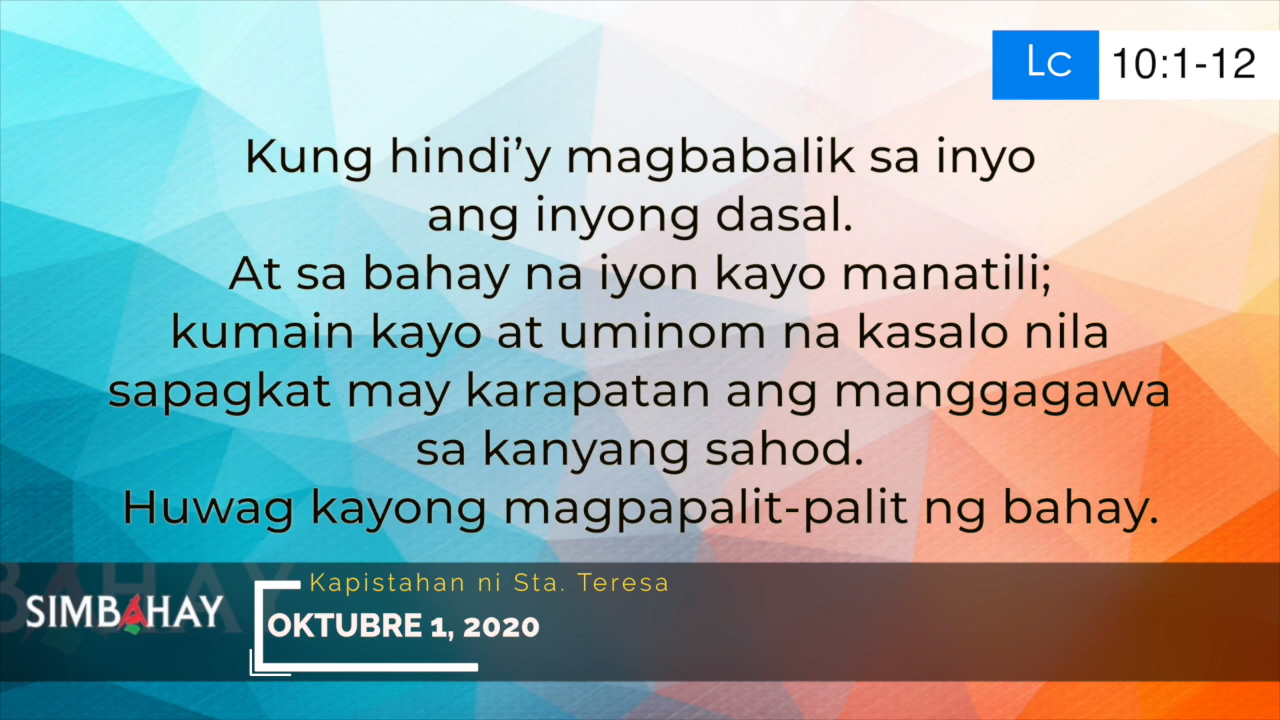 Lc 10:1-12
Kung hindi’y magbabalik sa inyo
ang inyong dasal.
At sa bahay na iyon kayo manatili;
kumain kayo at uminom na kasalo nila
sapagkat may karapatan ang manggagawa
sa kanyang sahod.
Huwag kayong magpapalit-palit ng bahay.
Kapistahan ni Sta. Teresa
SIMBAHAY
OKTUBRE 1, 2020